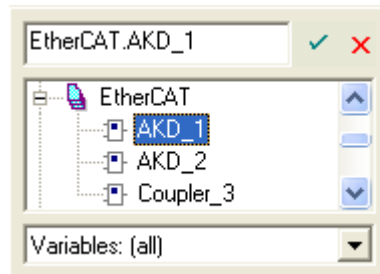 EtherCAT.AKD_1
EtherCAT
AKD_1
AKD_2
Coupler_3
Variables: (all)